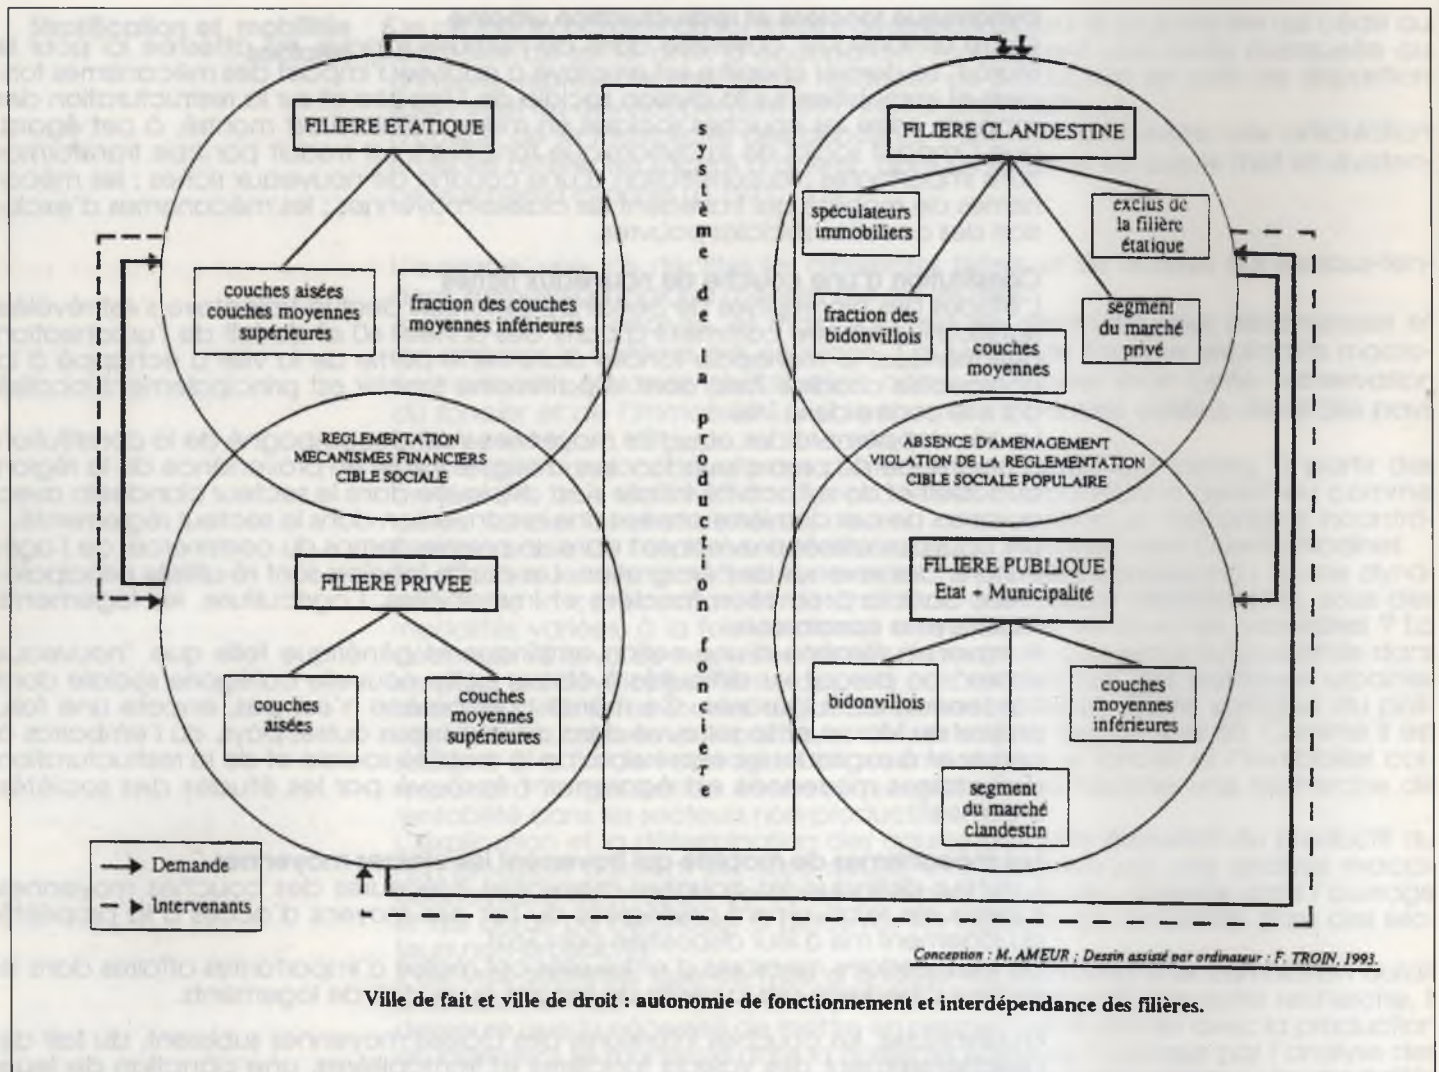 FILIERE ETATIQUE
couches aisées
couches moyennes
supérieures
fraction des couches
moyennes inférieures
REGLEMENTATION
MECANISMES FINANCIERS
CIBLE SOCIALE
FILIERE PRIVEE
couches
aisées
couches
moyennes
supérieures
système de la production foncière
FILIERE CLANDESTINE
spéculateurs
immobiliers
exclus de
la filière
étatique
fraction des
bidonvillois
couches
moyennes
segment
du marché
privé
ABSENCE D'AMENAGEMENT
VIOLATION DE LA REGLEMENTATION
CIBLE SOCIALE POPULAIRE
FILIERE PUBLIQUE
Etat + Municipalité
bidonvillois
couches
moyennes
inférieures
segment
du marché
clandestin
Demande
Intervenants
Conception : M. AMEUR ; Dessin assisté par ordinateur : F. TROIN, 1993.
Ville de fait et ville de droit : autonomie de fonctionnement et interdépendance des filières.